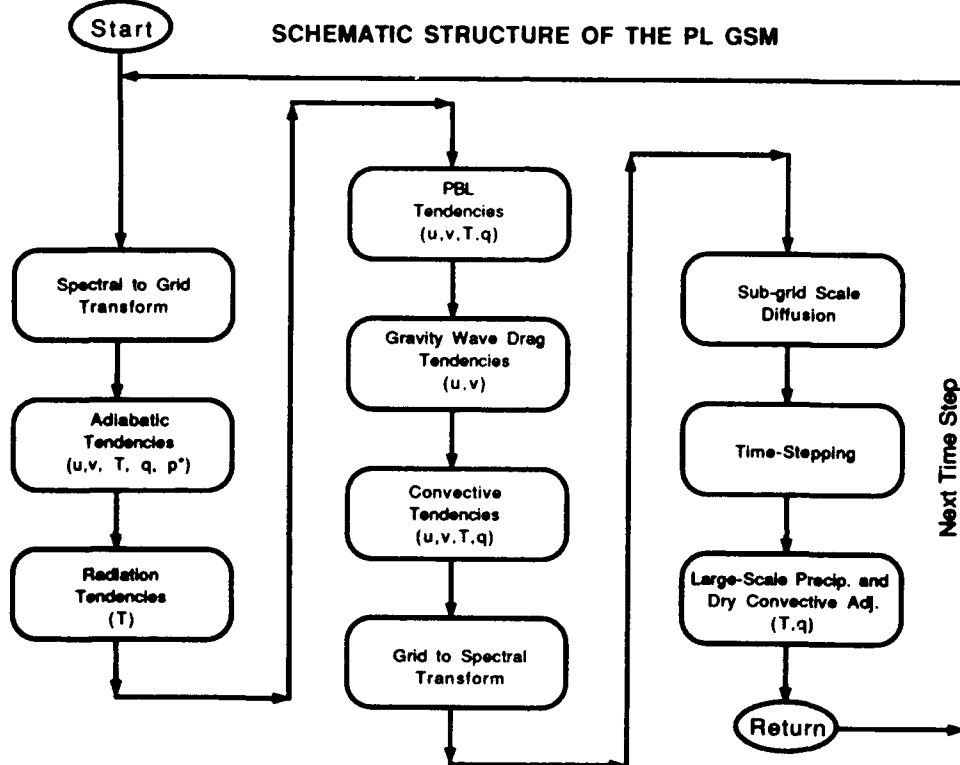 Start
SCHEMATIC STRUCTURE OF THE PL GSM
Spectral to Grid
Transform
Adiabatic
Tendencies
(u,v, T, q, p*)
Radiation
Tendencies
(T)
PBL
Tendencies
(u,v,T,q)
Gravity Wave Drag
Tendencies
(u,v)
Convective
Tendencies
(u,v,T,q)
Grid to Spectral
Transform
Sub-grid Scale
Diffusion
Time-Stepping
Large-Scale Precip. and
Dry Convective Adj.
(T,q)
Return
Next Time Step